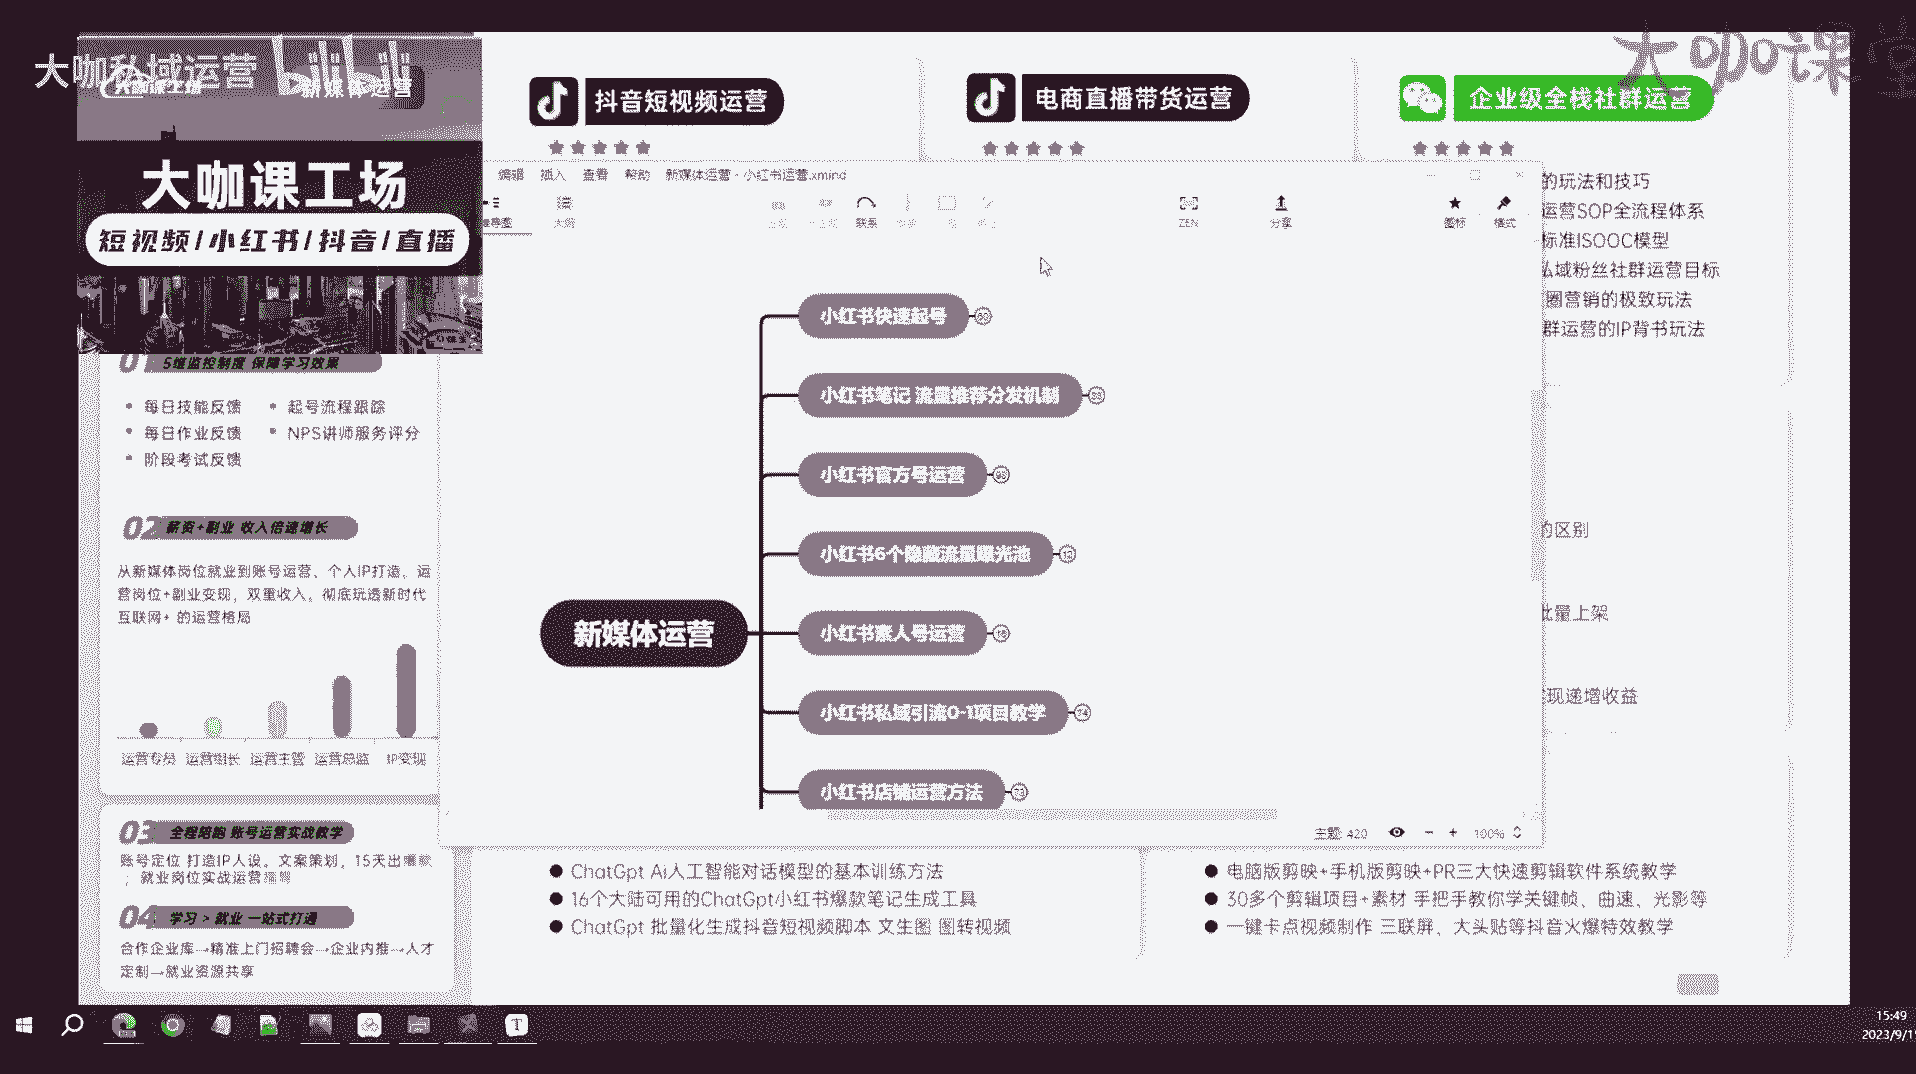 大咖私域运营
大咖课工场
新媒体运营
大咖课工场
短视频/小红书/抖音/直播
大咖课堂
抖音短视频运营
电商直播带货运营
企业级全栈社群运营
的玩法和技巧
运营SOP全流程体系
标准ISOOC模型
私域粉丝社群运营目标
圈营销的极致玩法
群运营的IP背书玩法
的区别
批量上架
现递增收益
编辑 插入 查看 帮助 新媒体运营 - 小红书运营.xmind
大纲
联系
ZEN
分享
图标
格式
小红书快速起号
小红书笔记 流量推荐分发机制
小红书官方号运营
小红书6个隐藏流量曝光池
新媒体运营
小红书素人号运营
小红书私域引流0-1项目教学
小红书店铺运营方法
主题: 420
100%
01 5维监控制度 保障学习效果
每日技能反馈
起号流程跟踪
每日作业反馈
NPS讲师服务评分
阶段考试反馈
02 薪资+副业 收入倍速增长
从新媒体岗位就业到账号运营、个人IP打造，运
营岗位+副业变现，双重收入。彻底玩透新时代
互联网+ 的运营格局
运营专员 运营组长 运营主管 运营总监 IP变现
03 全程陪跑 账号运营实战教学
账号定位 打造IP人设。文案策划，15天出爆款
；就业岗位实战运营
04 学习 > 就业 一站式打通
合作企业库→精准上门招聘会→企业内推→人才
定制→就业资源共享
ChatGpt Ai人工智能对话模型的基本训练方法
16个大陆可用的ChatGpt小红书爆款笔记生成工具
ChatGpt 批量化生成抖音短视频脚本 文生图 图转视频
电脑版剪映+手机版剪映+PR三大快速剪辑软件系统教学
30多个剪辑项目+素材 手把手教你学关键帧、曲速、光影等
一键卡点视频制作 三联屏、大头贴等抖音火爆特效教学
15:49
2023/9/1